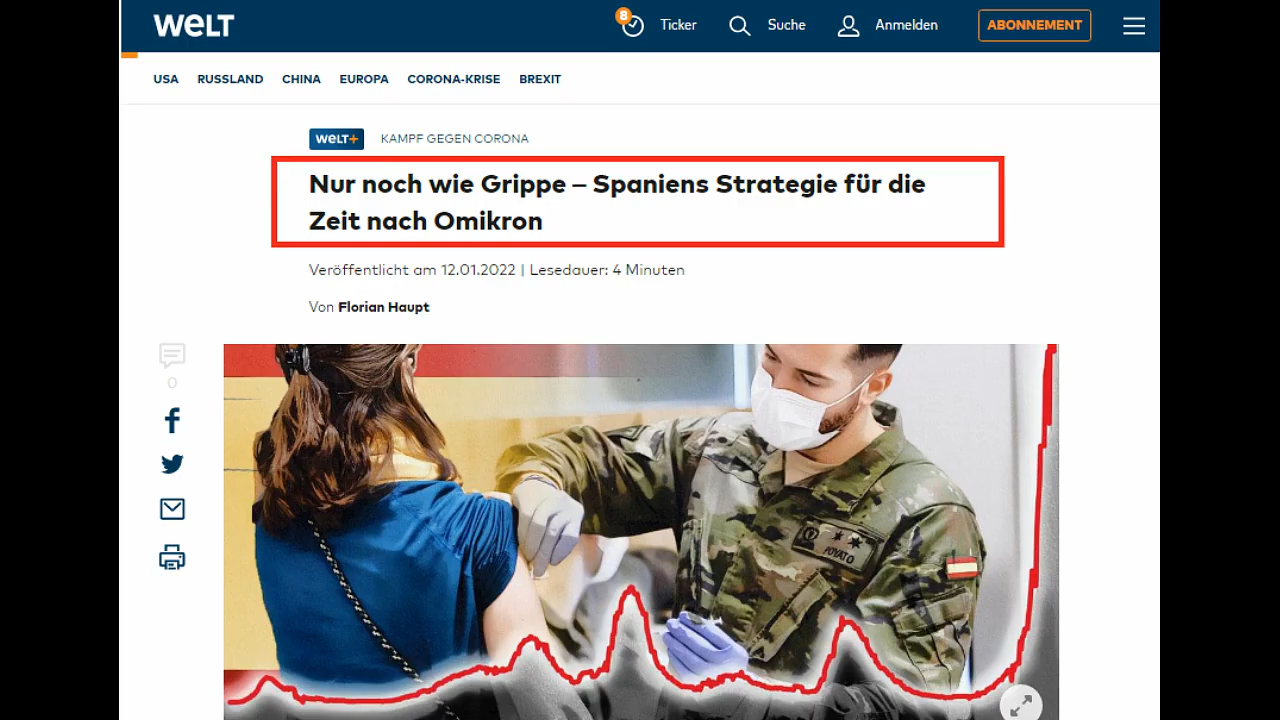 WELT
8
Ticker
Suche
Anmelden
ABONNEMENT
USA RUSSLAND CHINA EUROPA CORONA-KRISE BREXIT
WELT+ KAMPF GEGEN CORONA
Nur noch wie Grippe – Spaniens Strategie für die
Zeit nach Omikron
Veröffentlicht am 12.01.2022 | Lesedauer: 4 Minuten
Von Florian Haupt
0
POYATO